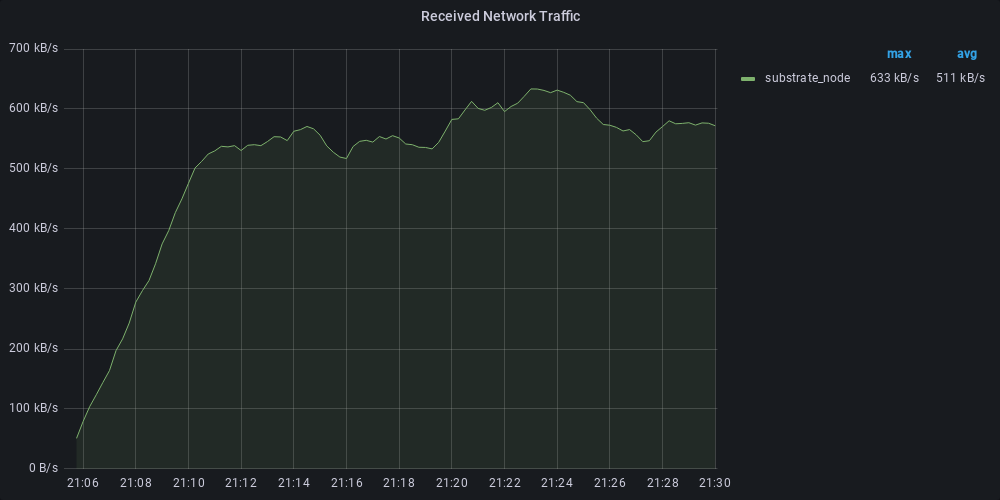 Received Network Traffic
700 kB/s
600 kB/s
500 kB/s
400 kB/s
300 kB/s
200 kB/s
100 kB/s
0 B/s
21:06 21:08 21:10 21:12 21:14 21:16 21:18 21:20 21:22 21:24 21:26 21:28 21:30
max avg
substrate_node 633 kB/s 511 kB/s